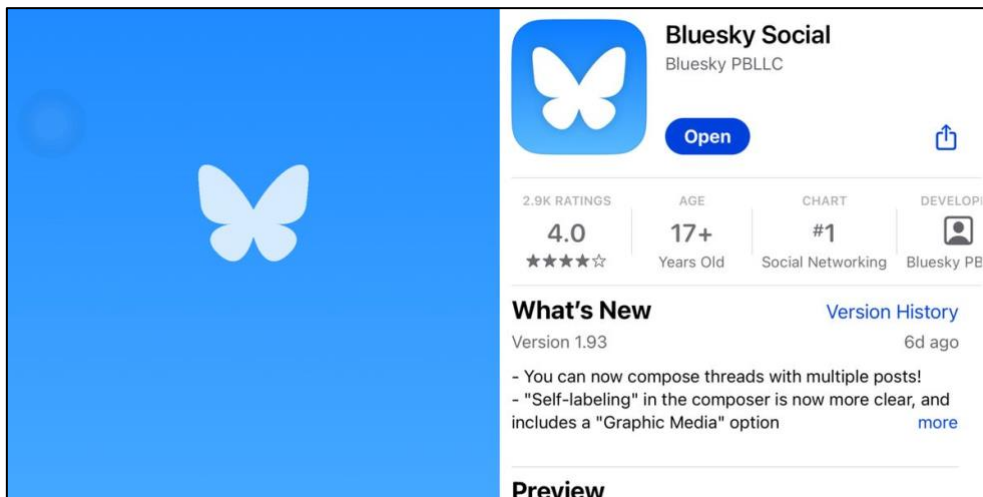 Bluesky Social
Bluesky PBLLC
Open
2.9K RATINGS
4.0
★★★★☆
AGE
17+
Years Old
CHART
#1
Social Networking
DEVELOPE
Bluesky PB
What's New
Version History
Version 1.93
6d ago
- You can now compose threads with multiple posts!
- "Self-labeling" in the composer is now more clear, and
includes a "Graphic Media" option
more
Preview